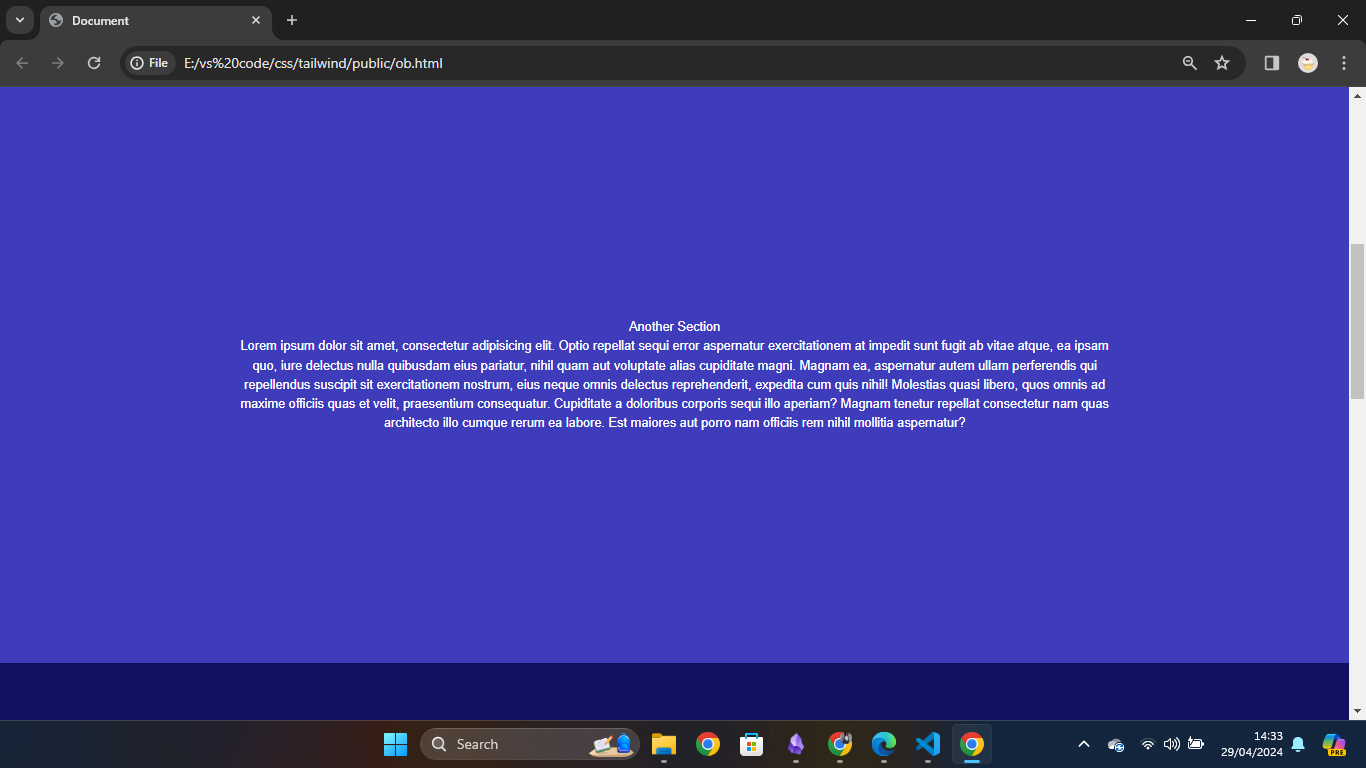 Document
File
E:/vs%20code/css/tailwind/public/ob.html
Another Section
Lorem ipsum dolor sit amet, consectetur adipisicing elit. Optio repellat sequi error aspernatur exercitationem at impedit sunt fugit ab vitae atque, ea ipsam
quo, iure delectus nulla quibusdam eius pariatur, nihil quam aut voluptate alias cupiditate magni. Magnam ea, aspernatur autem ullam perferendis qui
repellendus suscipit sit exercitationem nostrum, eius neque omnis delectus reprehenderit, expedita cum quis nihil! Molestias quasi libero, quos omnis ad
maxime officiis quas et velit, praesentium consequatur. Cupiditate a doloribus corporis sequi illo aperiam? Magnam tenetur repellat consectetur nam quas
architecto illo cumque rerum ea labore. Est maiores aut porro nam officiis rem nihil mollitia aspernatur?
Search
14:33
29/04/2024
PRE